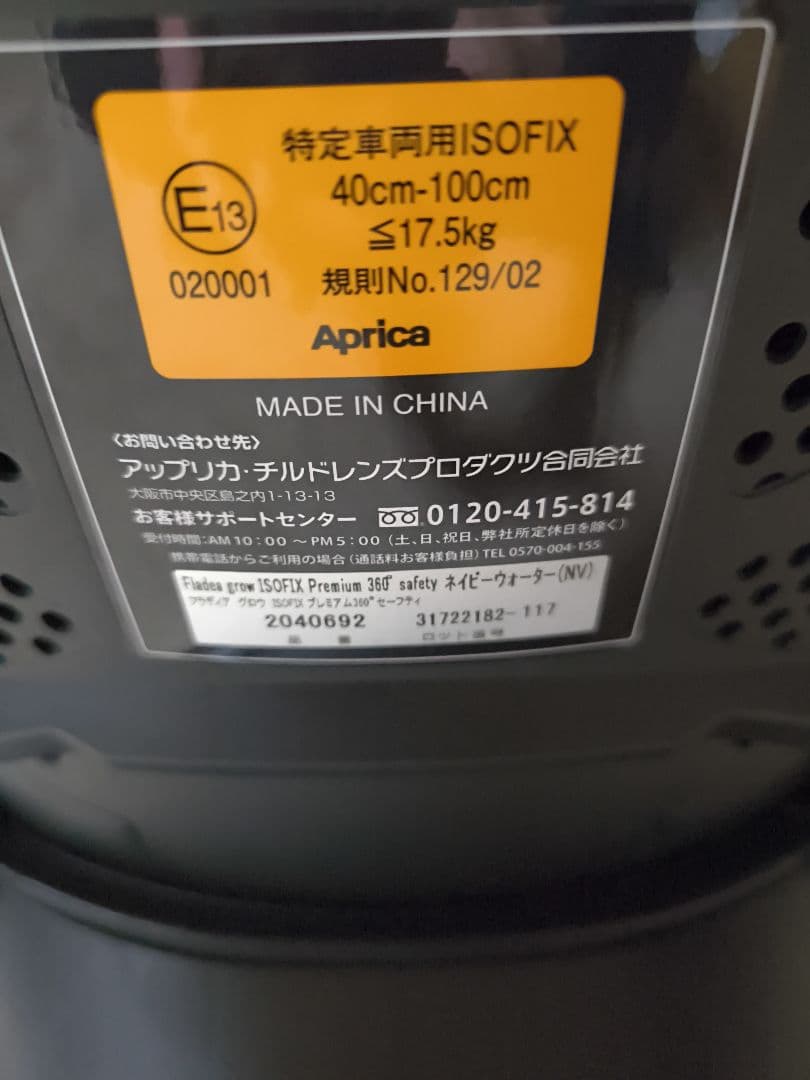 特定車両用ISOFIX
40cm-100cm
≦17.5kg
E13
020001 規則No.129/02
Aprica
MADE IN CHINA
〈お問い合わせ先〉
アップリカ・チルドレンズプロダクツ合同会社
大阪市中央区島之内1-13-13
お客様サポートセンター 0120-415-814
受付時間:AM10:00～PM5:00(土、日、祝日、弊社所定休日を除く)
携帯電話からご利用の場合(通話料お客様負担)TEL 0570-004-155
Fladea grow ISOFIX Premium 360° safety ネイビーウォーター(NV)
フラディア グロウ ISOFIX プレミアム360°セーフティ
2040692 31722182-117
品 番 ロット番号